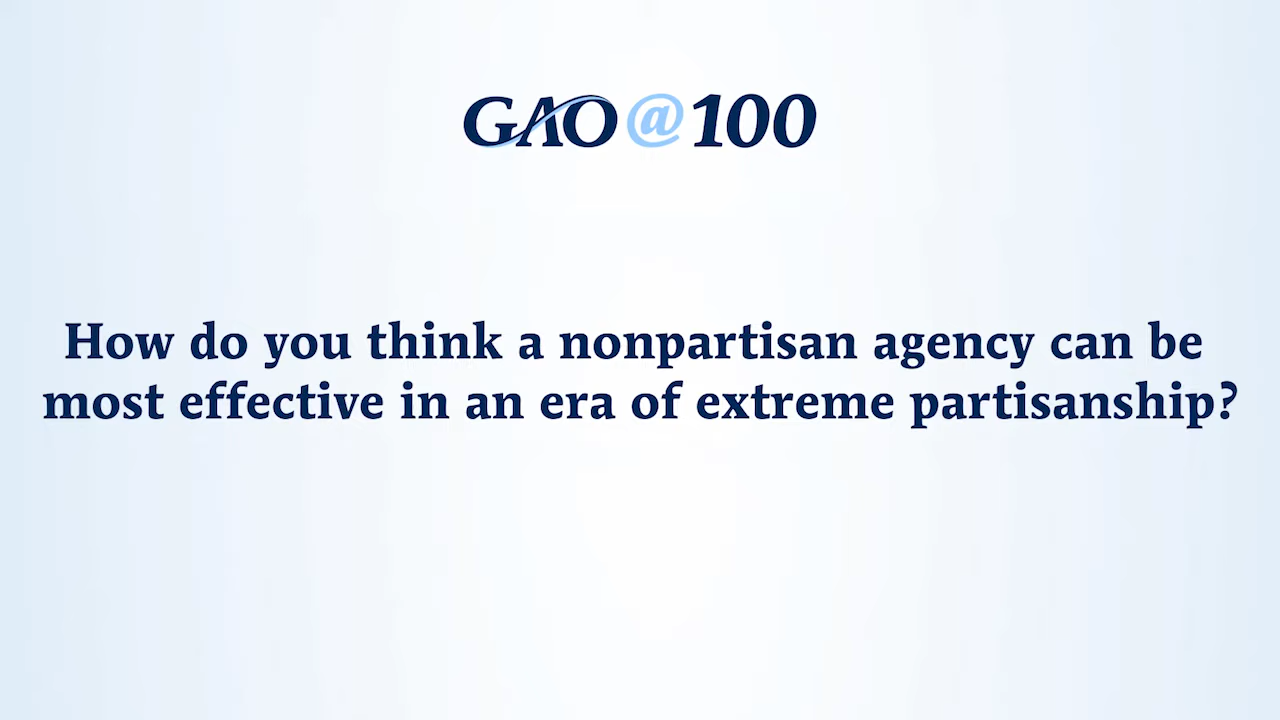 GAO@100
How do you think a nonpartisan agency can be
most effective in an era of extreme partisanship?